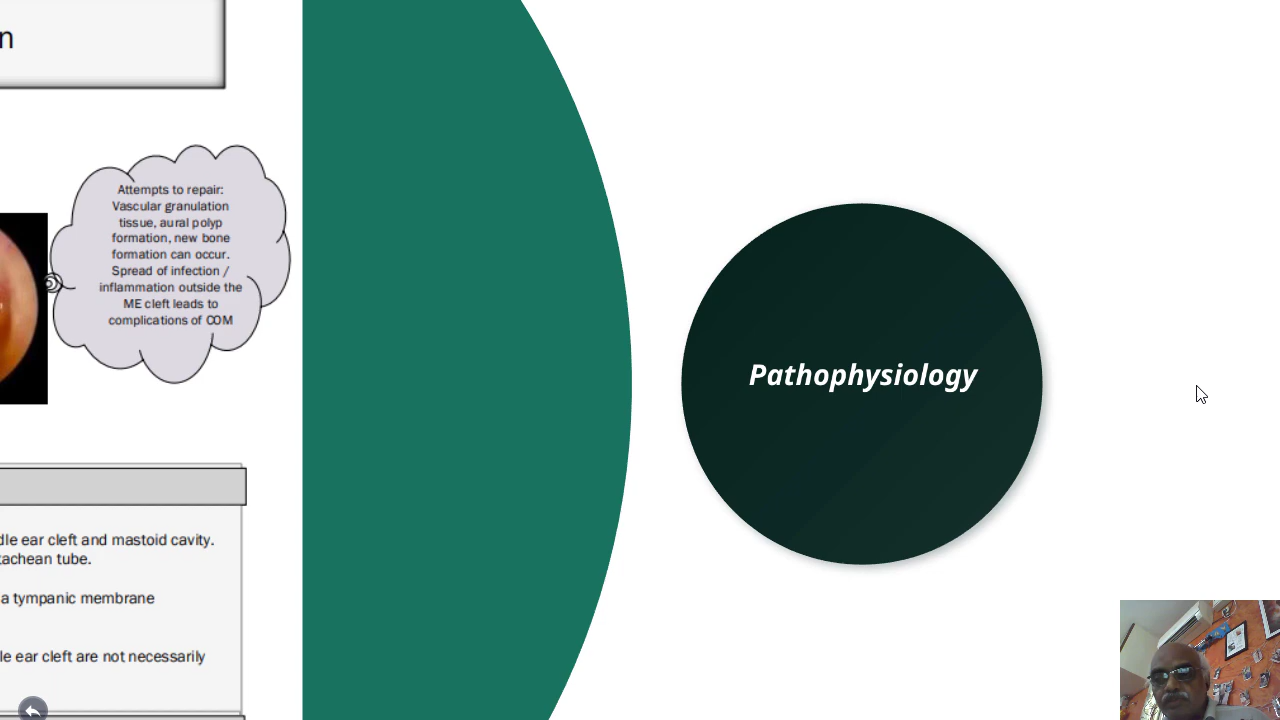 n
Attempts to repair:
Vascular granulation
tissue, aural polyp
formation, new bone
formation can occur.
Spread of infection /
inflammation outside the
ME cleft leads to
complications of COM
Pathophysiology
dle ear cleft and mastoid cavity.
tachean tube.
a tympanic membrane
le ear cleft are not necessarily